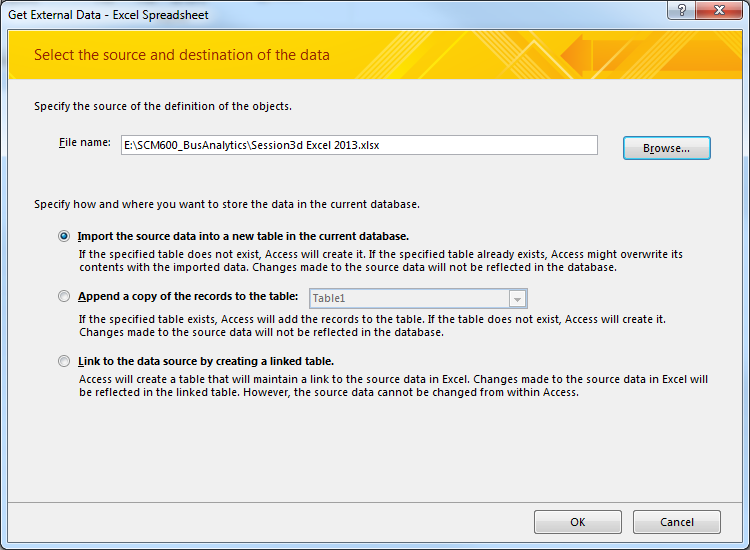 Get External Data - Excel Spreadsheet
?
Select the source and destination of the data
Specify the source of the definition of the objects.
File name: E:\SCM600_BusAnalytics\Session3d Excel 2013.xlsx Browse...
Specify how and where you want to store the data in the current database.
Import the source data into a new table in the current database.
If the specified table does not exist, Access will create it. If the specified table already exists, Access might overwrite its
contents with the imported data. Changes made to the source data will not be reflected in the database.
Append a copy of the records to the table: Table1
If the specified table exists, Access will add the records to the table. If the table does not exist, Access will create it.
Changes made to the source data will not be reflected in the database.
Link to the data source by creating a linked table.
Access will create a table that will maintain a link to the source data in Excel. Changes made to the source data in Excel will
be reflected in the linked table. However, the source data cannot be changed from within Access.
OK Cancel